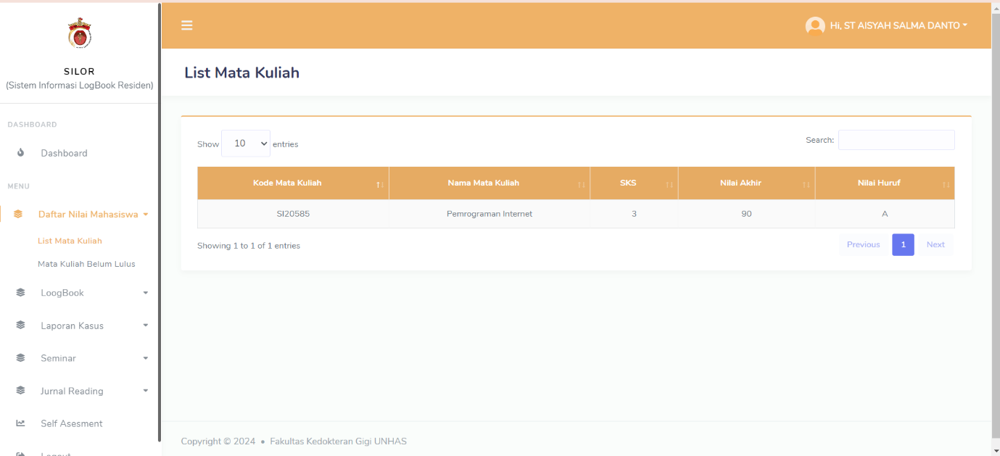 SILOR
(Sistem Informasi LogBook Residen)
DASHBOARD
Dashboard
MENU
Daftar Nilai Mahasiswa
List Mata Kuliah
Mata Kuliah Belum Lulus
LoogBook
Laporan Kasus
Seminar
Jurnal Reading
Self Asesment
Logout
Hi, ST AISYAH SALMA DANTO
List Mata Kuliah
Show 10 entries
Search:
Kode Mata Kuliah Nama Mata Kuliah SKS Nilai Akhir Nilai Huruf
SI20585 Pemrograman Internet 3 90 A
Showing 1 to 1 of 1 entries
Previous 1 Next
Copyright © 2024 • Fakultas Kedokteran Gigi UNHAS